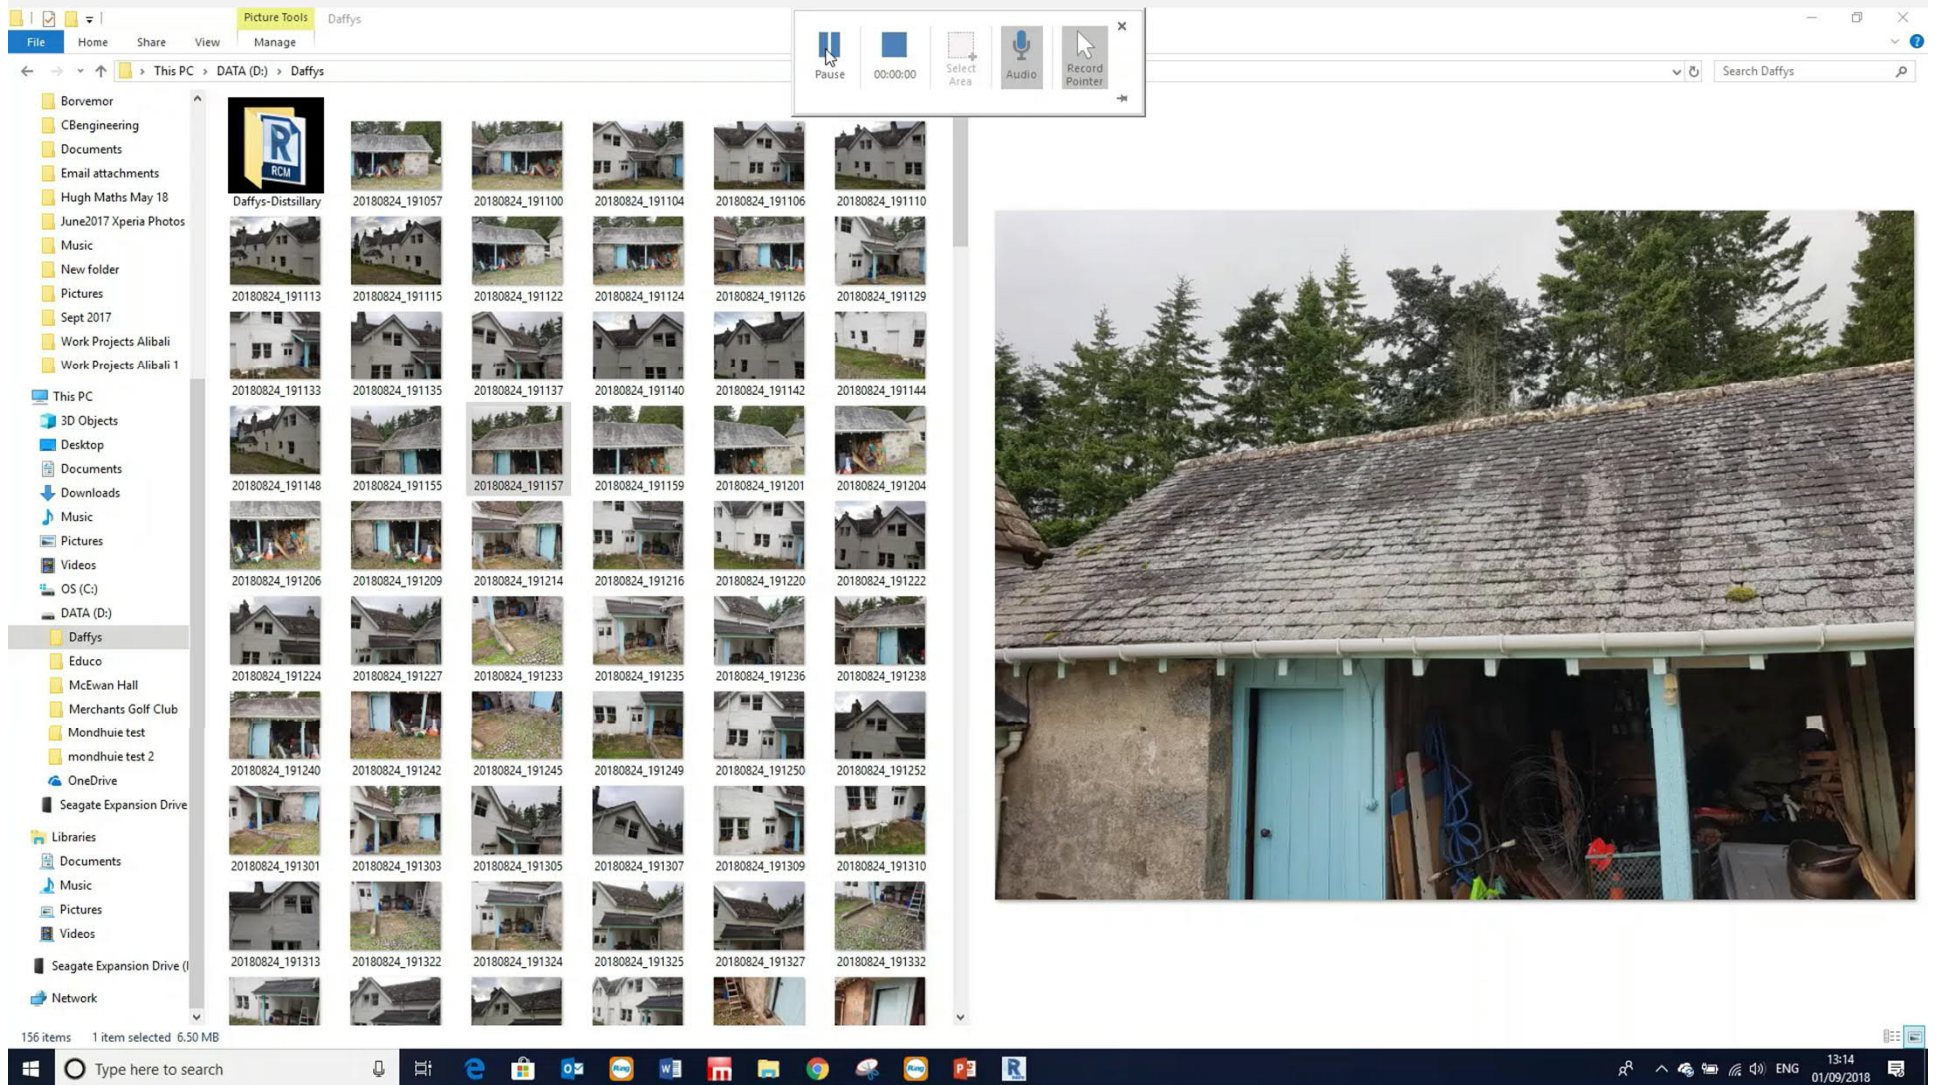 Picture Tools
Daffys
File
Home
Share
View
Manage
Pause
00:00:00
Select Area
Audio
Record Pointer
This PC > DATA (D:) > Daffys
Search Daffys
Borvemor
CBengineering
Documents
Email attachments
Hugh Maths May 18
June2017 Xperia Photos
Music
New folder
Pictures
Sept 2017
Work Projects Alibali
Work Projects Alibali 1
This PC
3D Objects
Desktop
Documents
Downloads
Music
Pictures
Videos
OS (C:)
DATA (D:)
Daffys
Educo
McEwan Hall
Merchants Golf Club
Mondhuie test
mondhuie test 2
OneDrive
Seagate Expansion Drive
Libraries
Documents
Music
Pictures
Videos
Seagate Expansion Drive (
Network
R
RCM
Daffys-Distsillary 20180824_191057 20180824_191100 20180824_191104 20180824_191106 20180824_191110
20180824_191113 20180824_191115 20180824_191122 20180824_191124 20180824_191126 20180824_191129
20180824_191133 20180824_191135 20180824_191137 20180824_191140 20180824_191142 20180824_191144
20180824_191148 20180824_191155 20180824_191157 20180824_191159 20180824_191201 20180824_191204
20180824_191206 20180824_191209 20180824_191214 20180824_191216 20180824_191220 20180824_191222
20180824_191224 20180824_191227 20180824_191233 20180824_191235 20180824_191236 20180824_191238
20180824_191240 20180824_191242 20180824_191245 20180824_191249 20180824_191250 20180824_191252
20180824_191301 20180824_191303 20180824_191305 20180824_191307 20180824_191309 20180824_191310
20180824_191313 20180824_191322 20180824_191324 20180824_191325 20180824_191327 20180824_191332
156 items 1 item selected 6.50 MB
Type here to search
ENG
13:14
01/09/2018